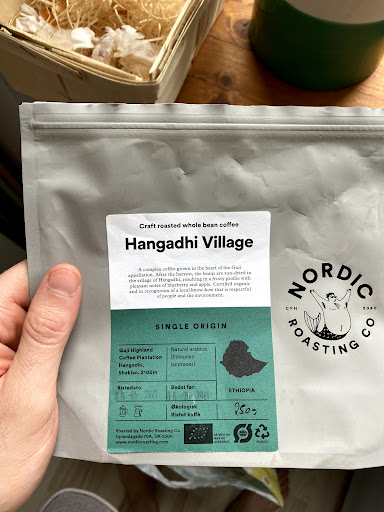 Craft roasted whole bean coffee
Hangadhi Village
A complex coffee grown in the heart of the Guji
appellation. After the harvest, the beans are sun-dried in
the village of Hangadhi, resulting in a fruity profile with
pleasant notes of blueberry and apple. Certified organic
and in recognition of a local know-how that is respectful
of people and the environment.
SINGLE ORIGIN
Guji Highland
Coffee Plantation
Hangadhi,
Shakiso, 2100m
Natural arabica
(Ethiopian
landraces)
ETHIOPIA
Ristedato:
Bedst før:
Økologisk
Ristet kaffe
250g
Roasted by Nordic Roasting Co
www.nordicroasting.com
NORDIC
CPH
ROASTING CO